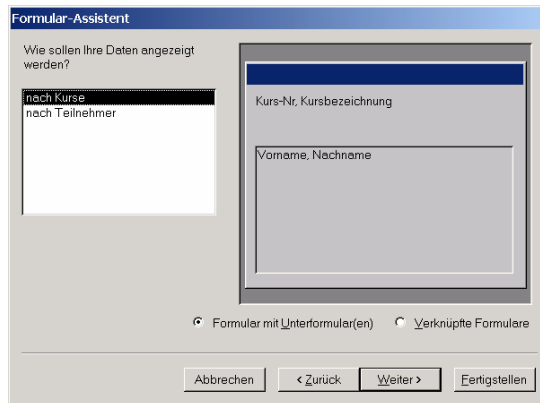 Formular-Assistent
Wie sollen Ihre Daten angezeigt
werden?
nach Kurse
nach Teilnehmer
Kurs-Nr, Kursbezeichnung
Vorname, Nachname
Formular mit Unterformular(en)
Verknüpfte Formulare
Abbrechen
< Zurück
Weiter >
Fertigstellen